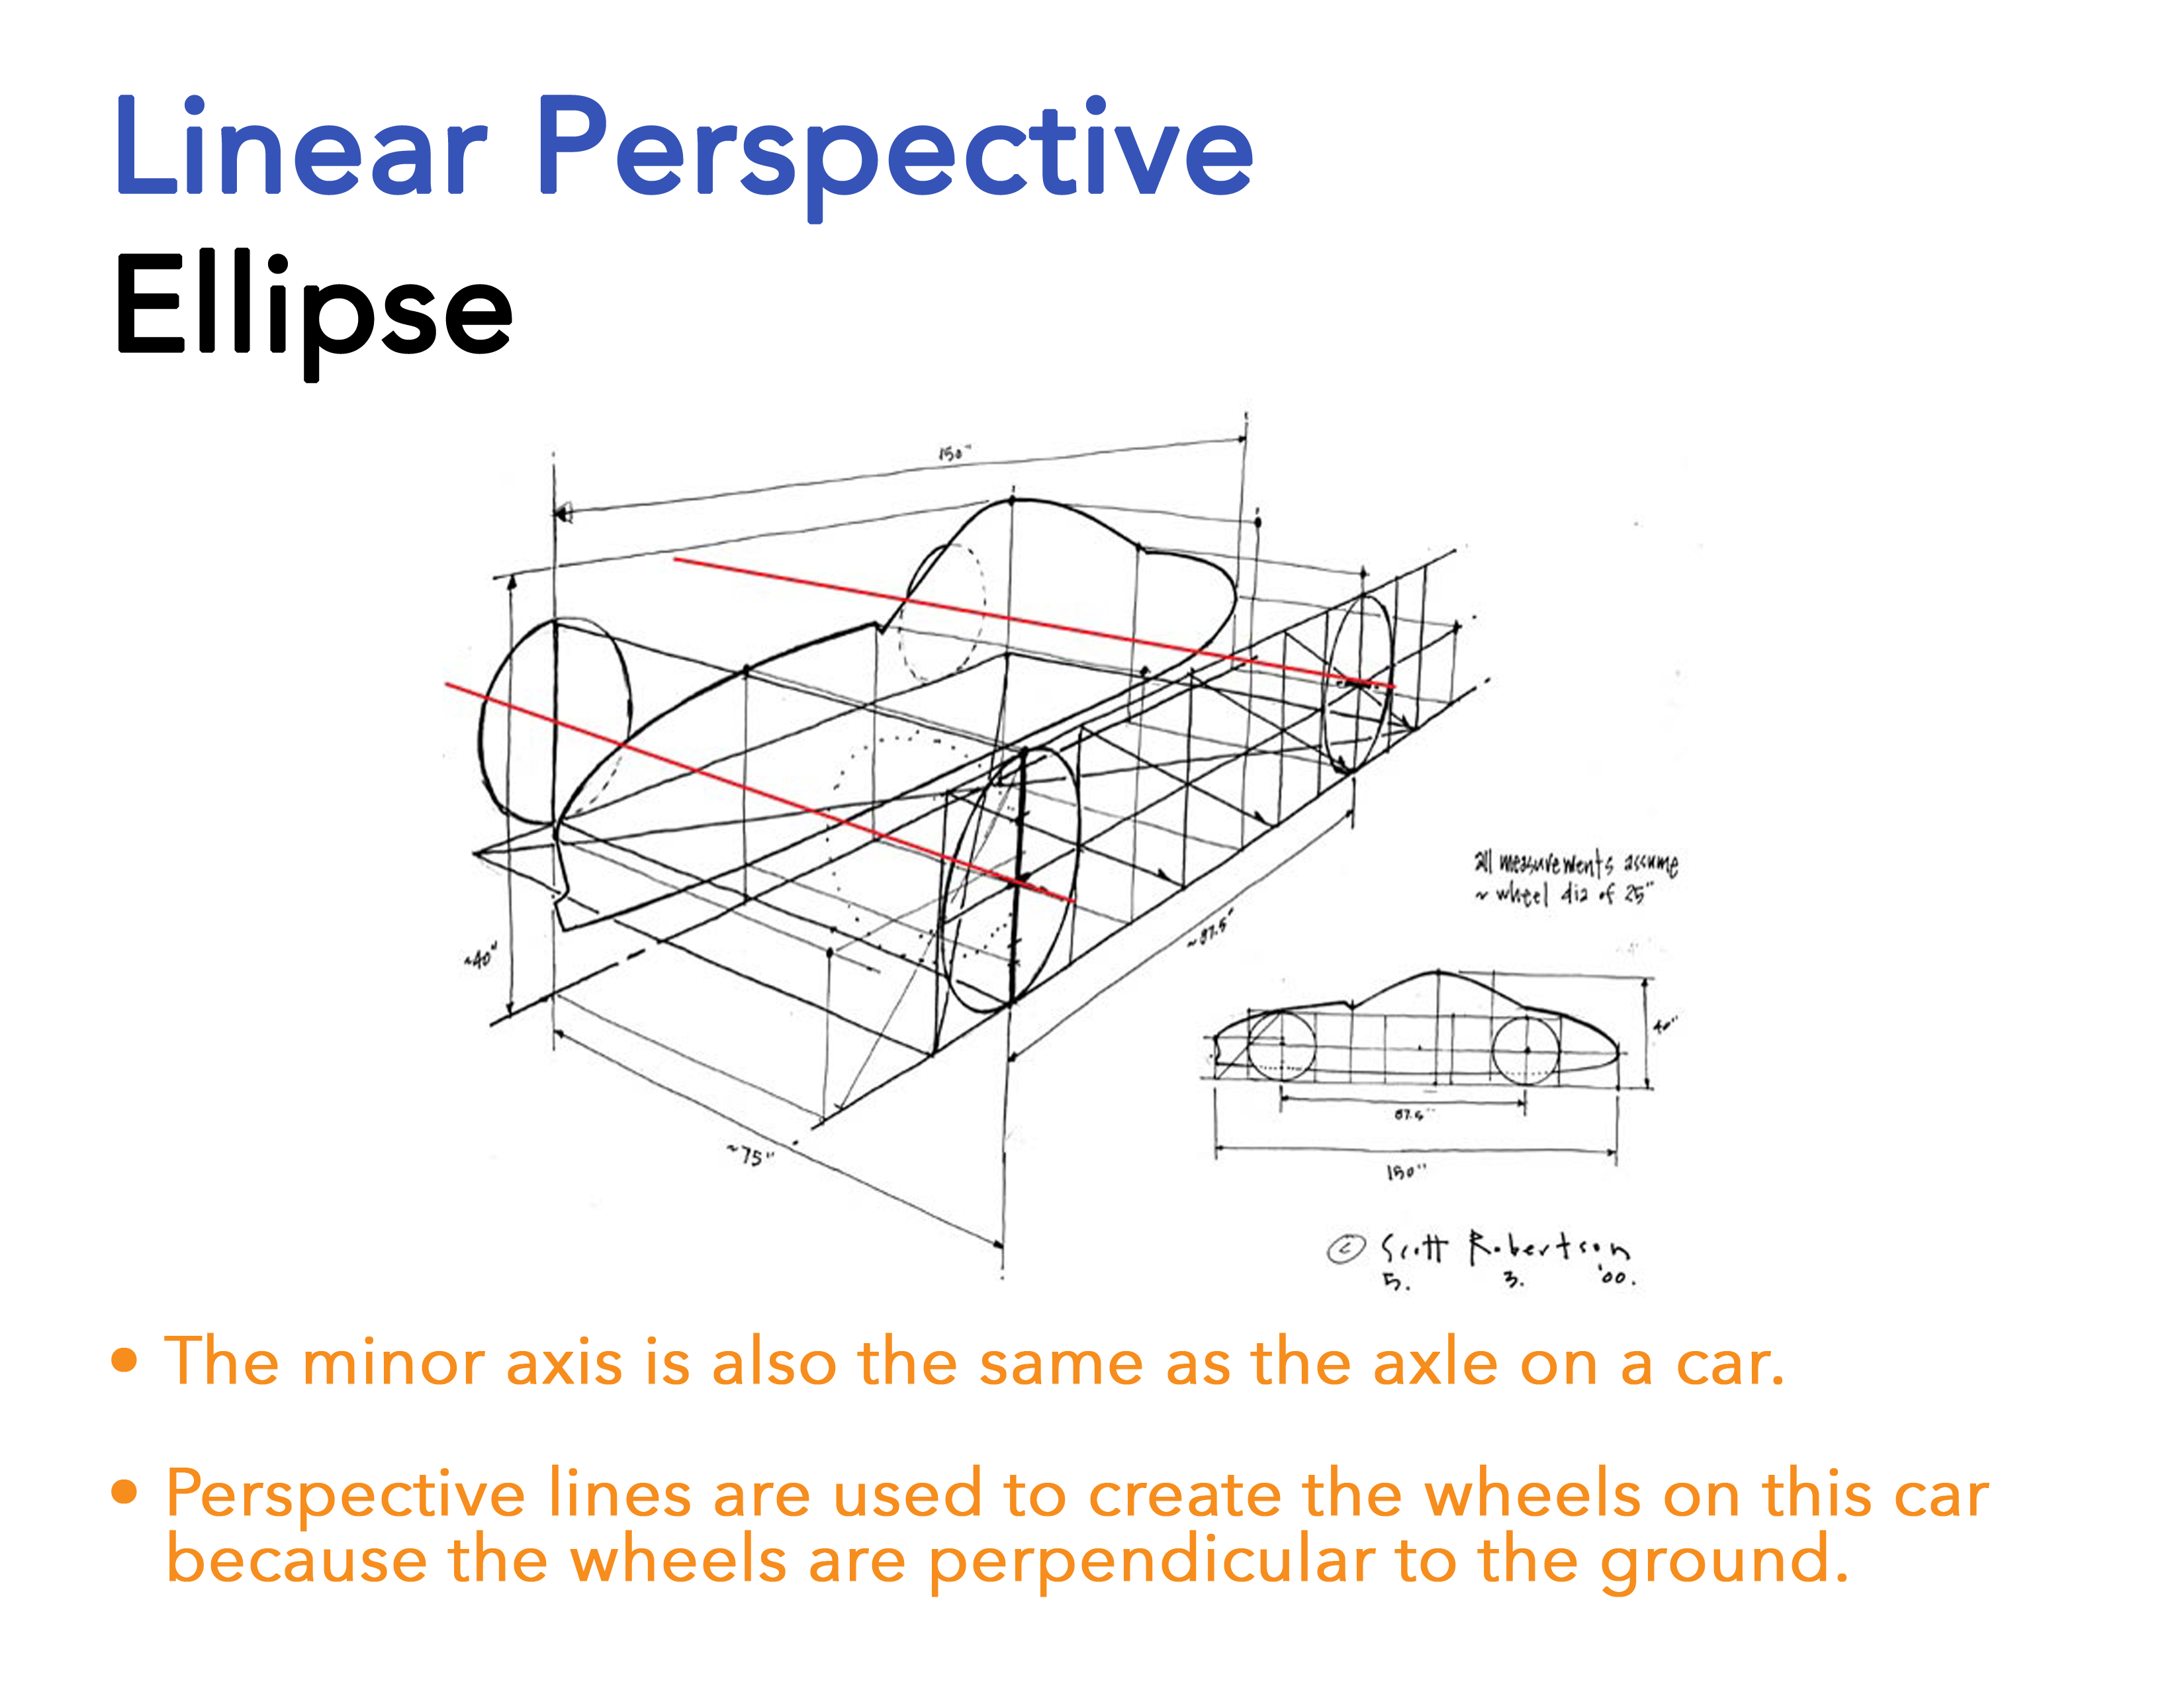 Linear Perspective
Ellipse
150"
~40"
all measurements assume
~ wheel dia of 25"
~87.5"
40"
87.5"
~75"
150"
© Scott Robertson
5. 3. '00.
• The minor axis is also the same as the axle on a car.
• Perspective lines are used to create the wheels on this car
because the wheels are perpendicular to the ground.